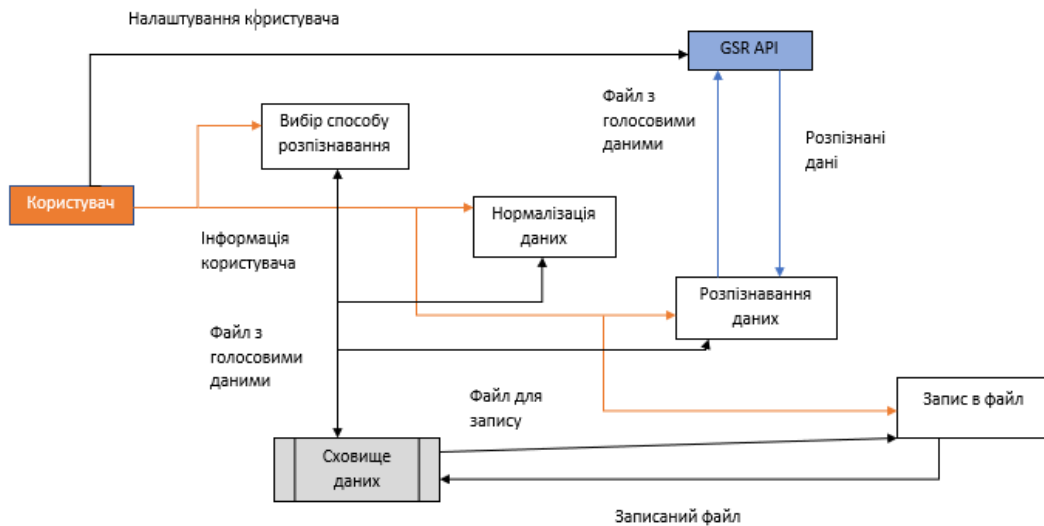 Налаштування користувача
GSR API
Файл з
голосовими
даними
Вибір способу
розпізнавання
Розпізнані
дані
Користувач
Нормалізація
даних
Інформація
користувача
Розпізнавання
даних
Файл з
голосовими
даними
Файл для
запису
Запис в файл
Сховище
даних
Записаний файл